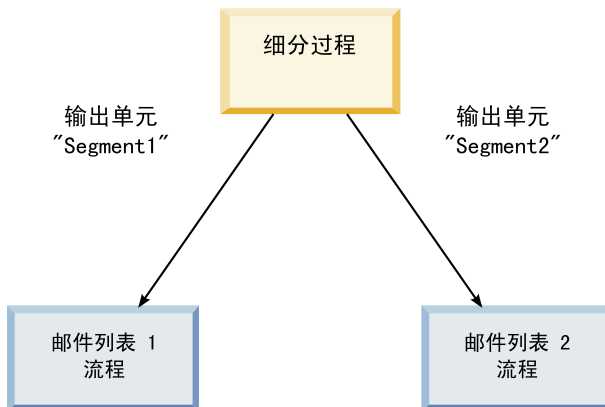 细分过程
输出单元
"Segment1"
输出单元
"Segment2"
邮件列表 1
流程
邮件列表 2
流程